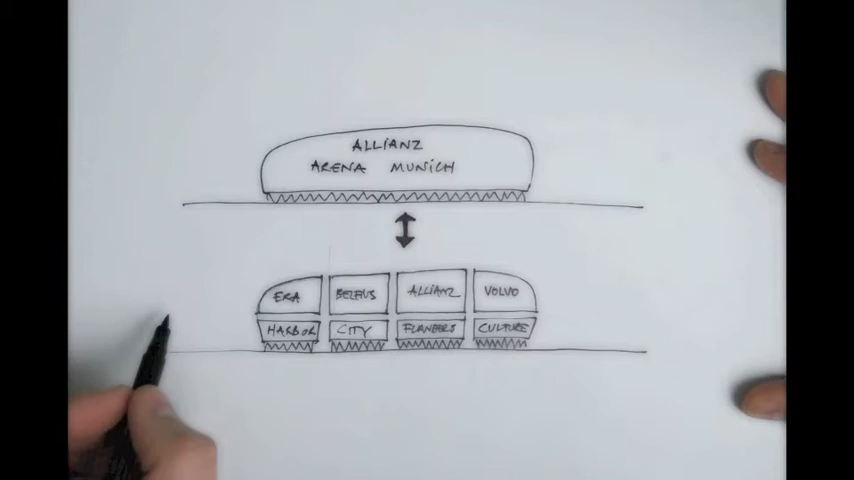 ALLIANZ
ARENA MUNICH
ERA BELFIUS ALLIANZ VOLVO
HARBOR CITY FLANDERS CULTURE